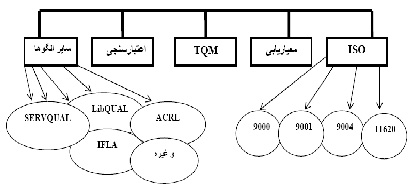 سایر الگوها
اعتبارسنجی
TQM
معیاریابی
ISO
SERVQUAL
LibQUAL
ACRL
IFLA
و غیره
9000
9001
9004
11620